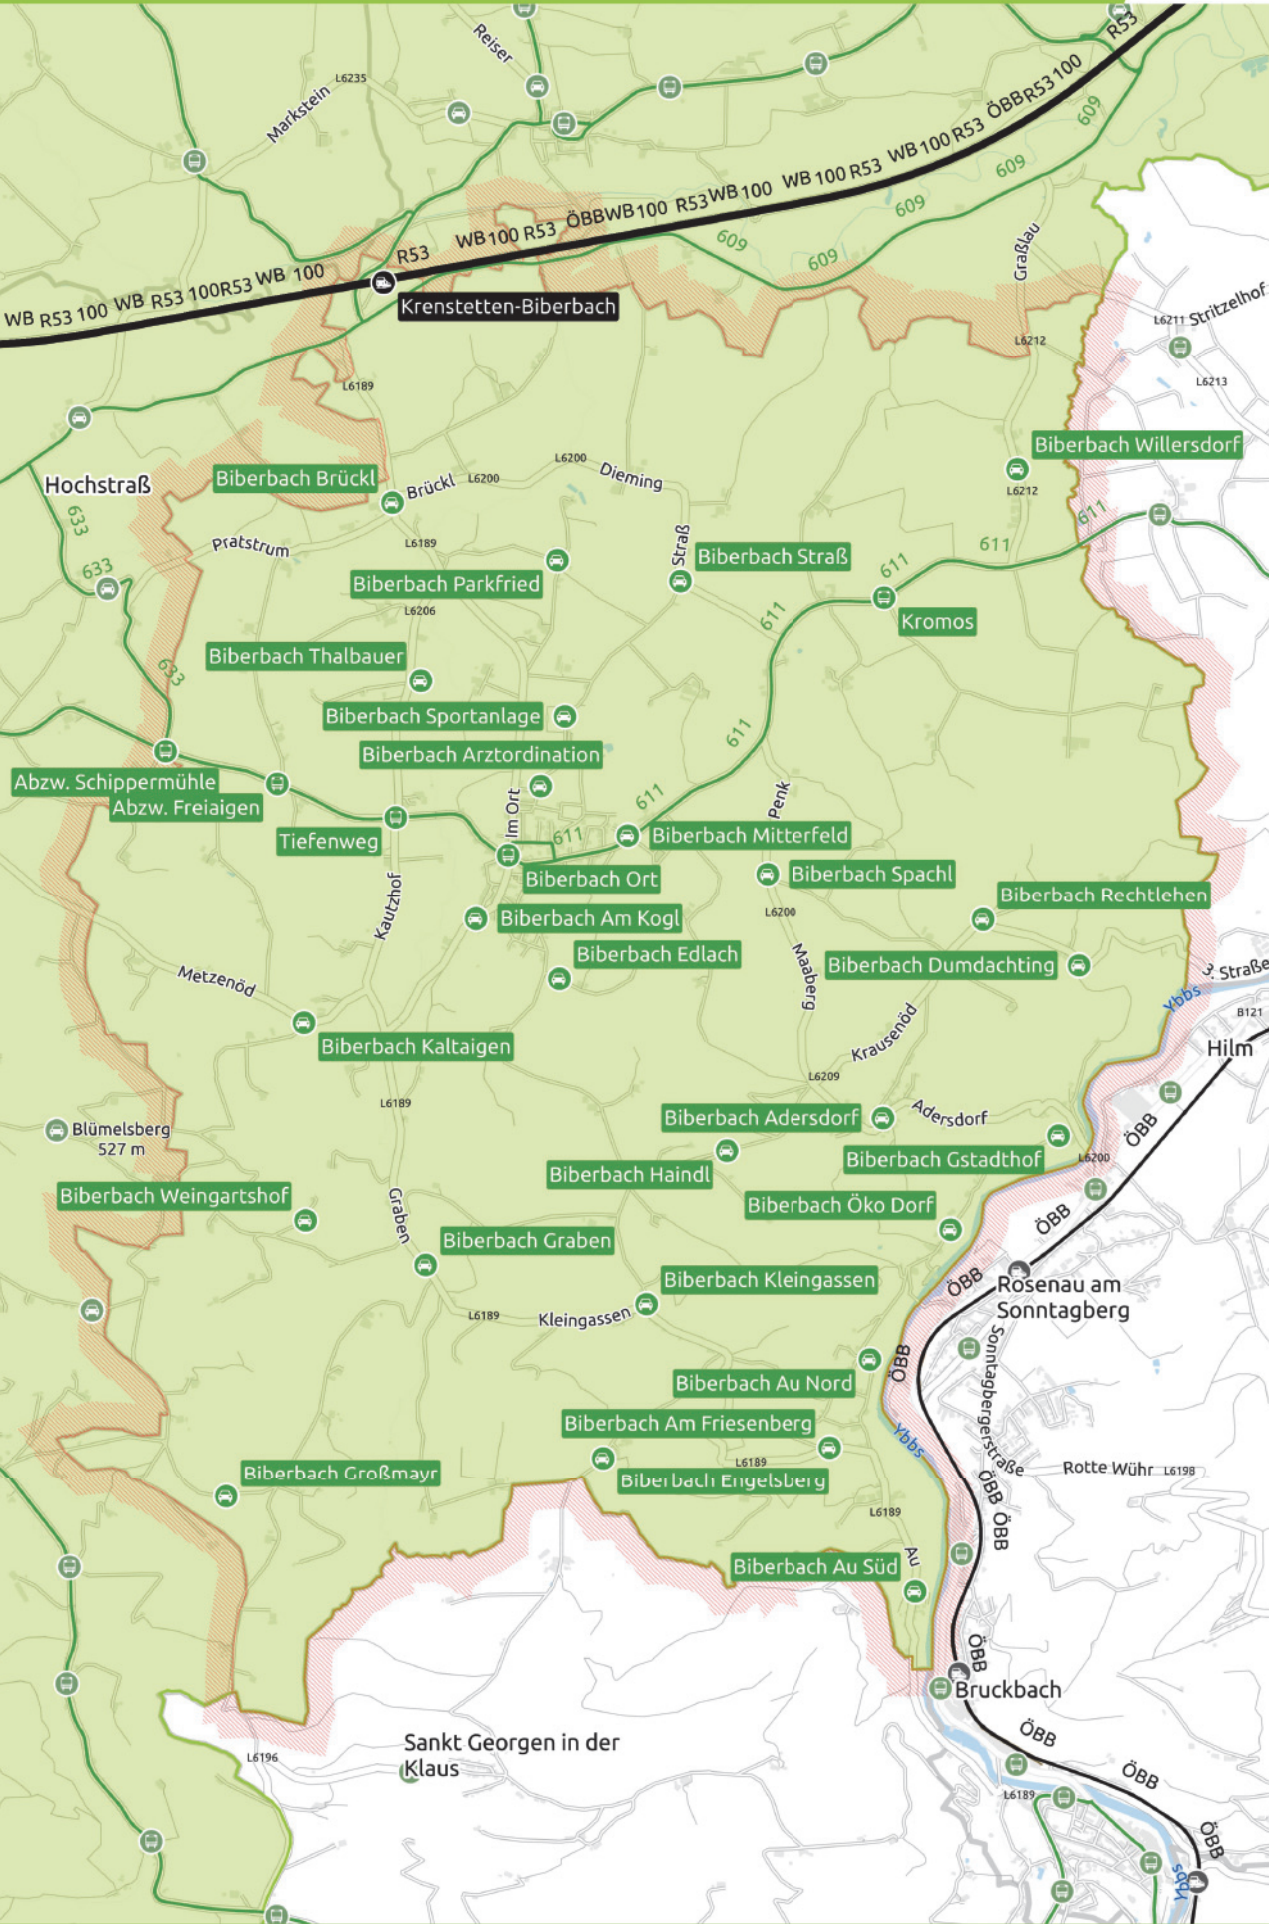 Reiser
R53
L6235
Markstein
ÖBB R53 100
609
WB 100 R53
WB 100 R53
609
R53 WB 100
ÖBB WB 100
609
WB 100 R53
609
609
R53
Graßlau
WB 100
100 R53
WB R53
WB R53 100
Krenstetten-Biberbach
L6211 Stritzelhof
L6212
L6213
L6189
Biberbach Willersdorf
L6200
Dieming
Hochstraß
Biberbach Brückl
Brückl
L6200
L6212
611
633
Pratstrum
L6189
Straß
Biberbach Straß
611
611
633
Biberbach Parkfried
L6206
611
Kromos
Biberbach Thalbauer
633
Biberbach Sportanlage
611
Biberbach Arztordination
Abzw. Schippermühle
Abzw. Freiaigen
Im Ort
611
Penk
Tiefenweg
611
Biberbach Mitterfeld
Biberbach Ort
Biberbach Spachl
Kautzhof
Biberbach Rechtlehen
Biberbach Am Kogl
L6200
Biberbach Edlach
Maaberg
Biberbach Dumdachting
3. Straße
Metzenöd
Ybbs
B121
Krausenöd
Biberbach Kaltaigen
Hilm
L6209
L6189
Biberbach Adersdorf
Adersdorf
ÖBB
Blümelsberg
527 m
Biberbach Haindl
Biberbach Gstadthof
L6200
Biberbach Weingartshof
Graben
Biberbach Öko Dorf
ÖBB
Biberbach Graben
Biberbach Kleingassen
ÖBB
Rosenau am
Sonntagberg
L6189
Kleingassen
Biberbach Au Nord
ÖBB
Sonntagbergerstraße
Biberbach Am Friesenberg
Ybbs
L6189
Biberbach Großmayr
Biberbach Engelsberg
Rotte Wühr L6198
ÖBB ÖBB
L6189
Au
Biberbach Au Süd
ÖBB
Bruckbach
Sankt Georgen in der
Klaus
L6196
ÖBB
ÖBB
L6189
ÖBB
Ybbs